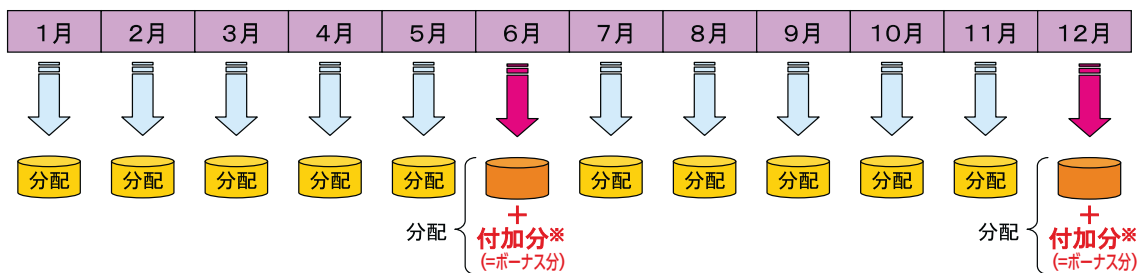 1月 2月 3月 4月 5月 6月 7月 8月 9月 10月 11月 12月
分配 分配 分配 分配 分配 分配 分配 分配 分配 分配
分配 + 付加分※ (=ボーナス分)
分配 + 付加分※ (=ボーナス分)